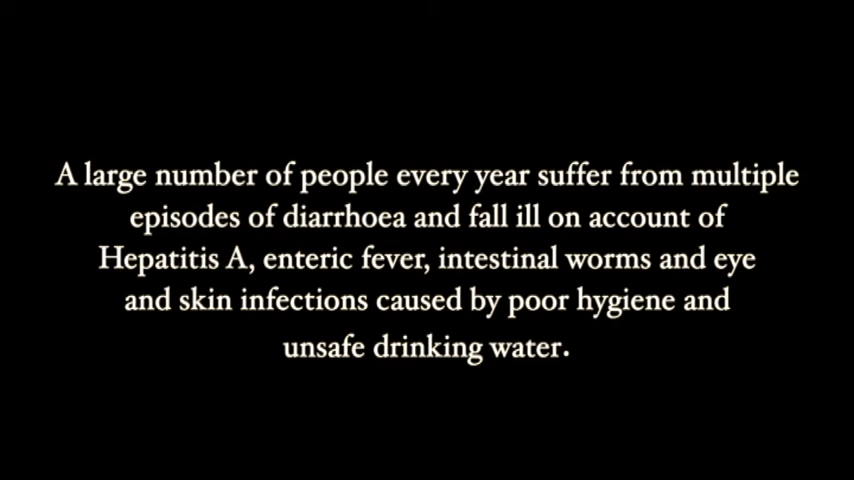 A large number of people every year suffer from multiple
episodes of diarrhoea and fall ill on account of
Hepatitis A, enteric fever, intestinal worms and eye
and skin infections caused by poor hygiene and
unsafe drinking water.